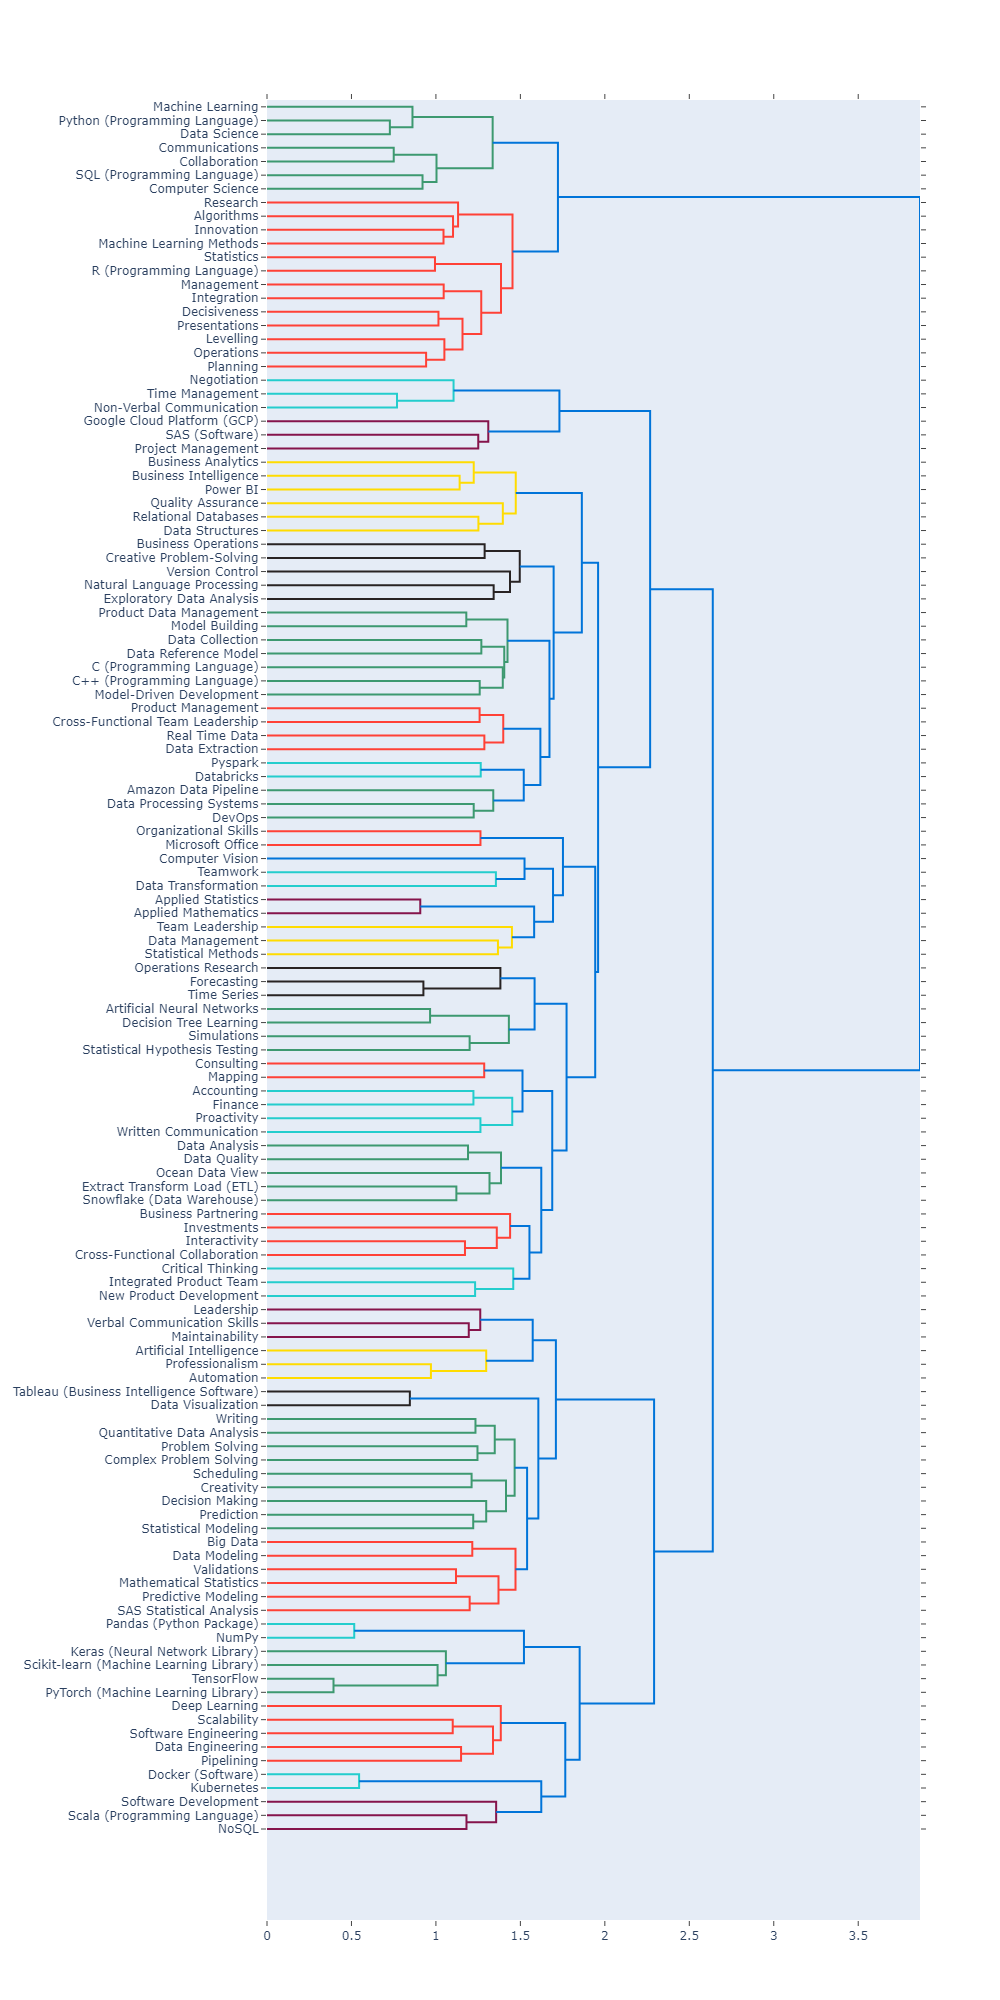 Machine Learning
Python (Programming Language)
Data Science
Communications
Collaboration
SQL (Programming Language)
Computer Science
Research
Algorithms
Innovation
Machine Learning Methods
Statistics
R (Programming Language)
Management
Integration
Decisiveness
Presentations
Levelling
Operations
Planning
Negotiation
Time Management
Non-Verbal Communication
Google Cloud Platform (GCP)
SAS (Software)
Project Management
Business Analytics
Business Intelligence
Power BI
Quality Assurance
Relational Databases
Data Structures
Business Operations
Creative Problem-Solving
Version Control
Natural Language Processing
Exploratory Data Analysis
Product Data Management
Model Building
Data Collection
Data Reference Model
C (Programming Language)
C++ (Programming Language)
Model-Driven Development
Product Management
Cross-Functional Team Leadership
Real Time Data
Data Extraction
Pyspark
Databricks
Amazon Data Pipeline
Data Processing Systems
DevOps
Organizational Skills
Microsoft Office
Computer Vision
Teamwork
Data Transformation
Applied Statistics
Applied Mathematics
Team Leadership
Data Management
Statistical Methods
Operations Research
Forecasting
Time Series
Artificial Neural Networks
Decision Tree Learning
Simulations
Statistical Hypothesis Testing
Consulting
Mapping
Accounting
Finance
Proactivity
Written Communication
Data Analysis
Data Quality
Ocean Data View
Extract Transform Load (ETL)
Snowflake (Data Warehouse)
Business Partnering
Investments
Interactivity
Cross-Functional Collaboration
Critical Thinking
Integrated Product Team
New Product Development
Leadership
Verbal Communication Skills
Maintainability
Artificial Intelligence
Professionalism
Automation
Tableau (Business Intelligence Software)
Data Visualization
Writing
Quantitative Data Analysis
Problem Solving
Complex Problem Solving
Scheduling
Creativity
Decision Making
Prediction
Statistical Modeling
Big Data
Data Modeling
Validations
Mathematical Statistics
Predictive Modeling
SAS Statistical Analysis
Pandas (Python Package)
NumPy
Keras (Neural Network Library)
Scikit-learn (Machine Learning Library)
TensorFlow
PyTorch (Machine Learning Library)
Deep Learning
Scalability
Software Engineering
Data Engineering
Pipelining
Docker (Software)
Kubernetes
Software Development
Scala (Programming Language)
NoSQL
0 0.5 1 1.5 2 2.5 3 3.5